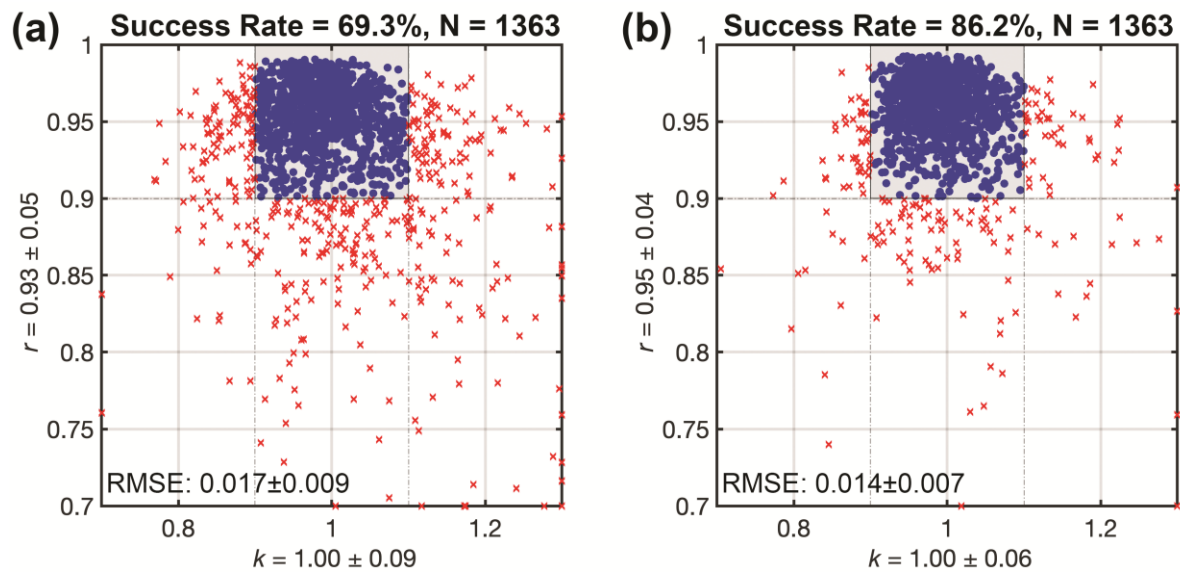 (a) Success Rate = 69.3%, N = 1363
1
0.95
0.9
0.85
0.8
0.75
0.7
r = 0.93 ± 0.05
RMSE: 0.017±0.009
0.8 1 1.2
k = 1.00 ± 0.09
(b) Success Rate = 86.2%, N = 1363
1
0.95
0.9
0.85
0.8
0.75
0.7
r = 0.95 ± 0.04
RMSE: 0.014±0.007
0.8 1 1.2
k = 1.00 ± 0.06